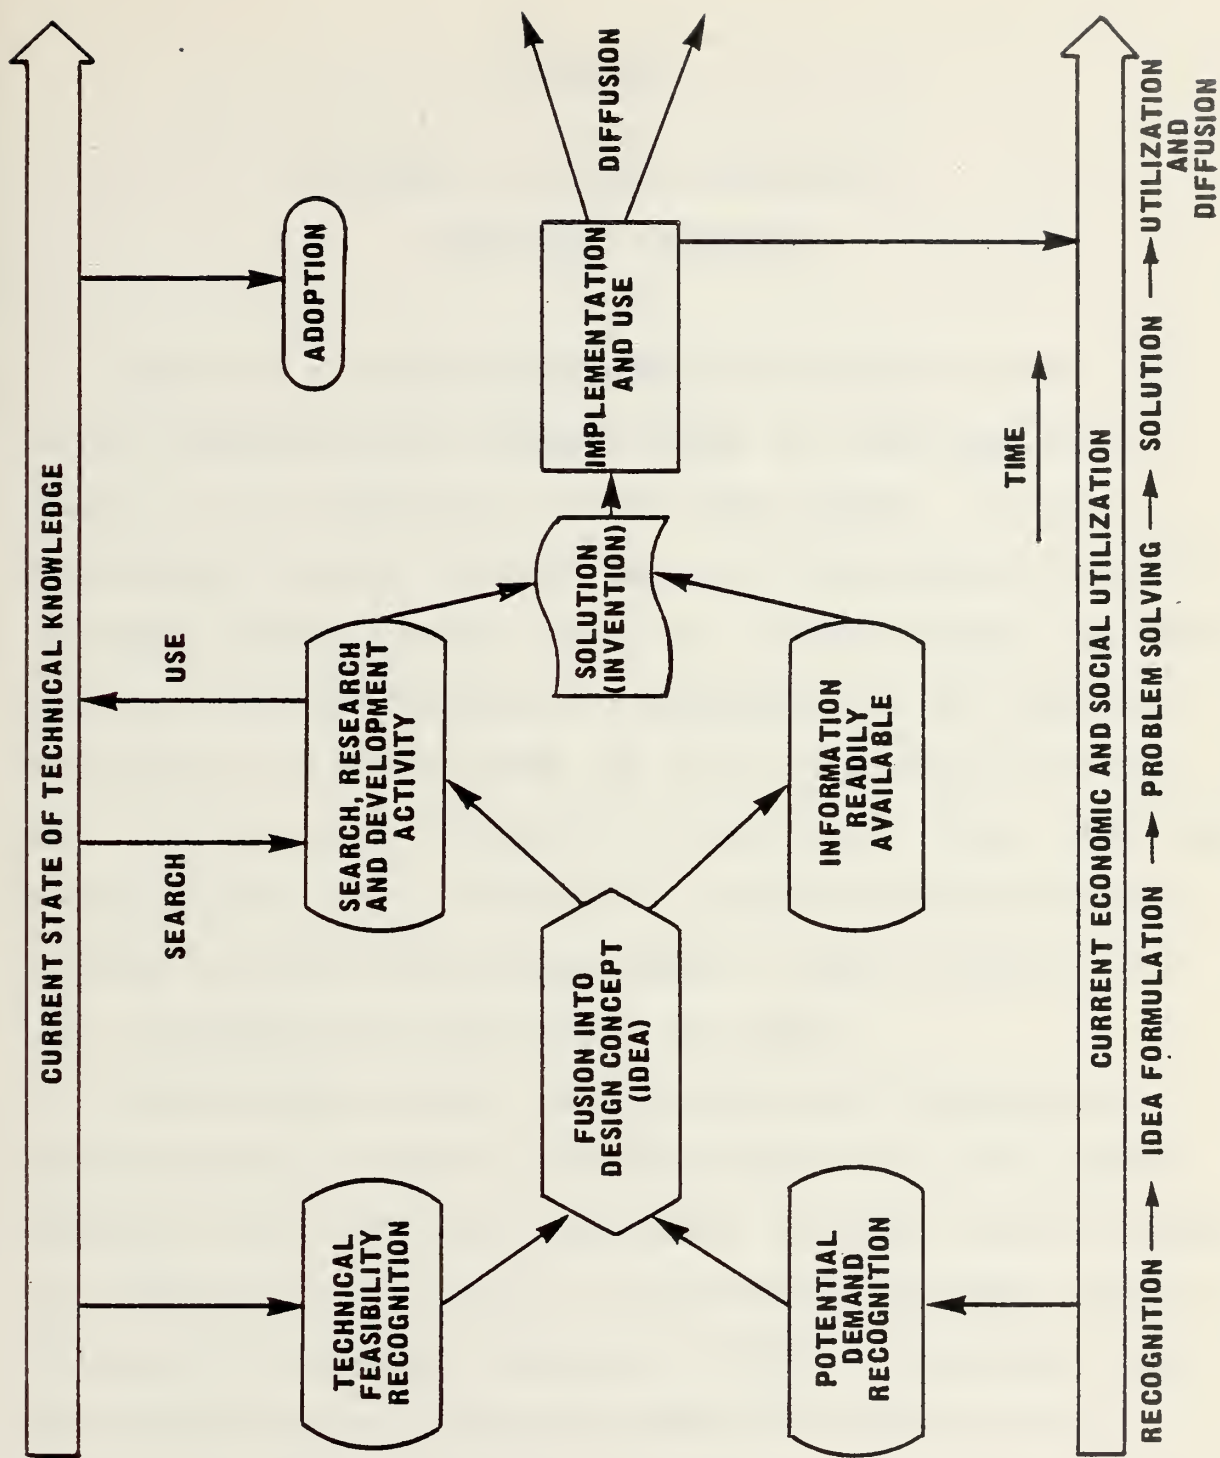 CURRENT STATE OF TECHNICAL KNOWLEDGE
SEARCH
USE
TECHNICAL
FEASIBILITY
RECOGNITION
SEARCH, RESEARCH
AND DEVELOPMENT
ACTIVITY
ADOPTION
FUSION INTO
DESIGN CONCEPT
(IDEA)
SOLUTION
(INVENTION)
IMPLEMENTATION
AND USE
DIFFUSION
POTENTIAL
DEMAND
RECOGNITION
INFORMATION
READILY
AVAILABLE
TIME
CURRENT ECONOMIC AND SOCIAL UTILIZATION
RECOGNITION → IDEA FORMULATION → PROBLEM SOLVING → SOLUTION → UTILIZATION
AND
DIFFUSION